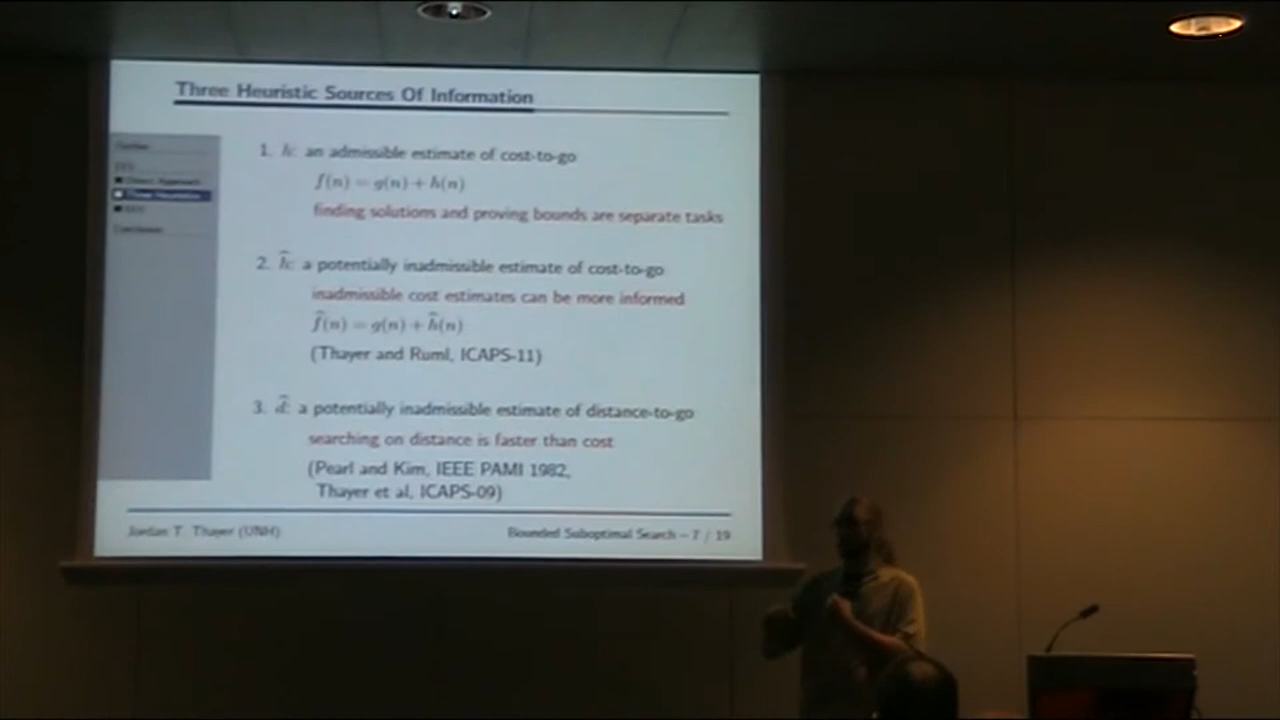 Three Heuristic Sources Of Information
1. h: an admissible estimate of cost-to-go
f(n) = g(n) + h(n)
finding solutions and proving bounds are separate tasks
2. ĥ: a potentially inadmissible estimate of cost-to-go
inadmissible cost estimates can be more informed
f̂(n) = g(n) + ĥ(n)
(Thayer and Ruml, ICAPS-11)
3. d̂: a potentially inadmissible estimate of distance-to-go
searching on distance is faster than cost
(Pearl and Kim, IEEE PAMI 1982,
Thayer et al, ICAPS-09)
Three Heuristics
Jordan T. Thayer (UNH)
Bounded Suboptimal Search – 7 / 19